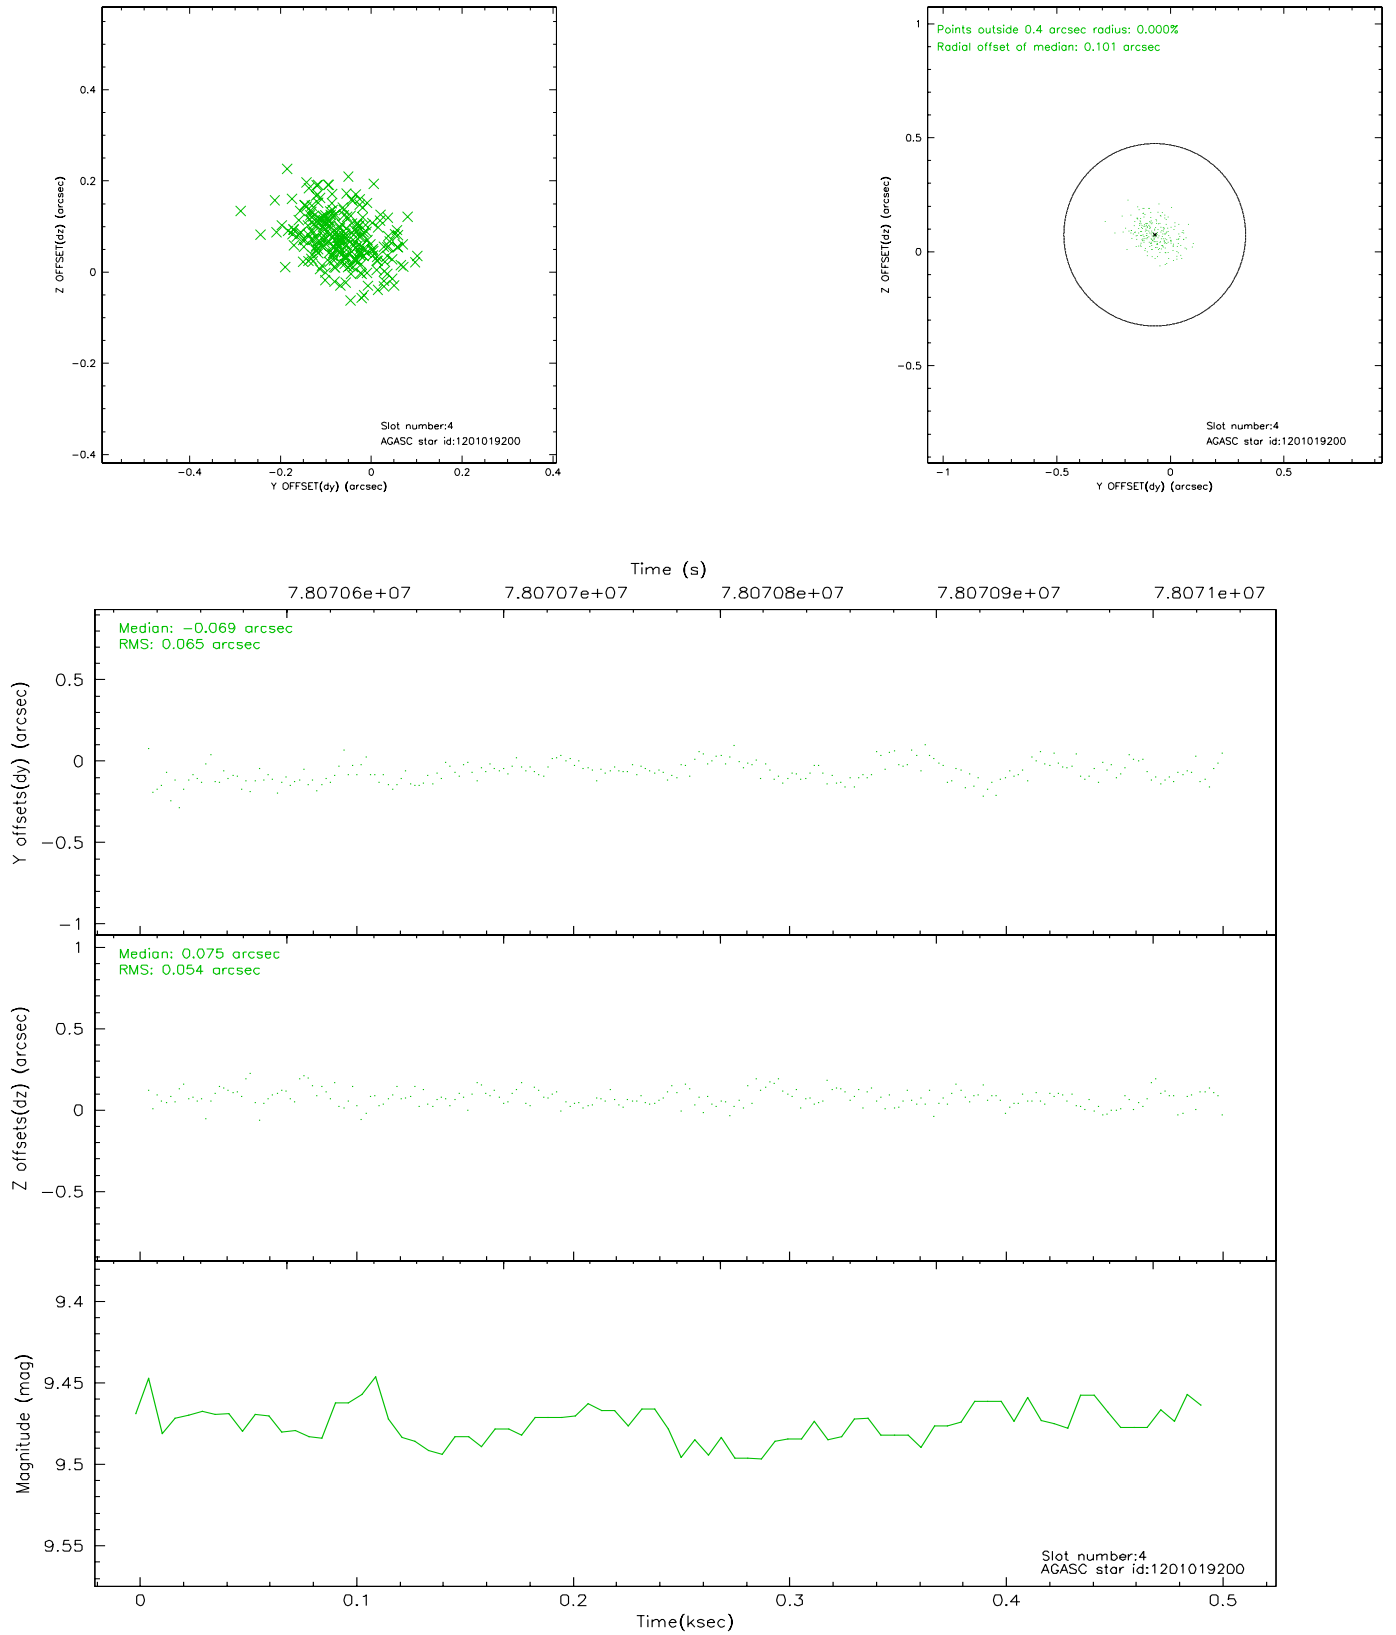 0.4
0.2
0
−0.2
−0.4
Z OFFSET(dz) (arcsec)
Slot number:4
AGASC star id:1201019200
−0.4
−0.2
0
0.2
0.4
Y OFFSET(dy) (arcsec)
Points outside 0.4 arcsec radius: 0.000%
Radial offset of median: 0.101 arcsec
1
0.5
0
−0.5
Z OFFSET(dz) (arcsec)
Slot number:4
AGASC star id:1201019200
−1
−0.5
0
0.5
Y OFFSET(dy) (arcsec)
Time (s)
7.80706e+07
7.80707e+07
7.80708e+07
7.80709e+07
7.8071e+07
Median: −0.069 arcsec
RMS: 0.065 arcsec
0.5
0
−0.5
−1
Y offsets(dy) (arcsec)
Median: 0.075 arcsec
RMS: 0.054 arcsec
1
0.5
0
−0.5
Z offsets(dz) (arcsec)
9.4
9.45
9.5
9.55
Magnitude (mag)
Slot number:4
AGASC star id:1201019200
0
0.1
0.2
0.3
0.4
0.5
Time(ksec)